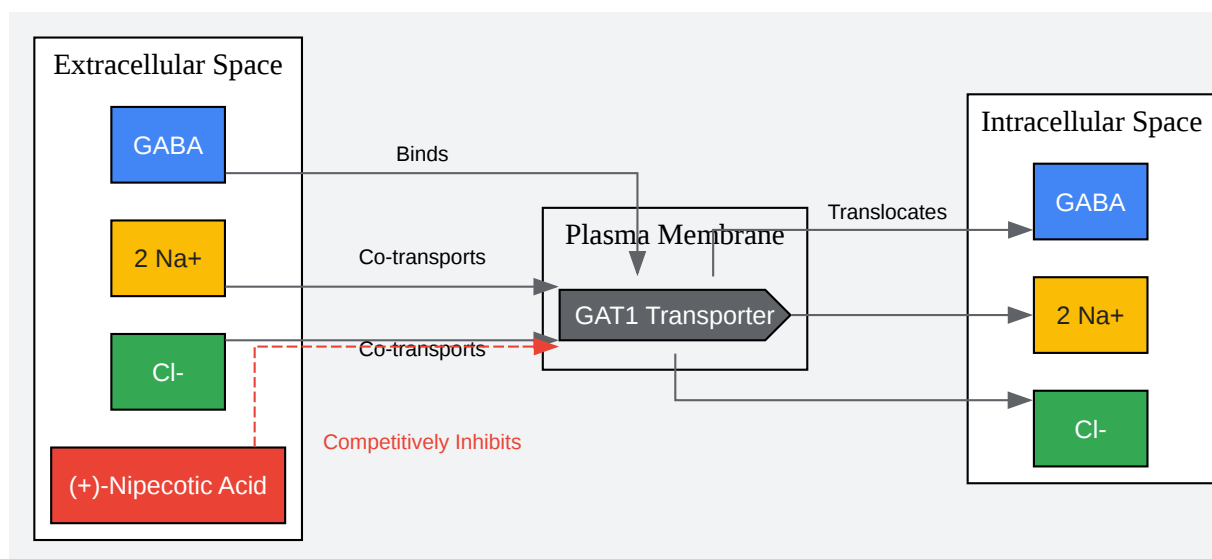 Extracellular Space
GABA
2 Na+
Cl-
(+)-Nipecotic Acid
Binds
Co-transports
Co-transports
Competitively Inhibits
Plasma Membrane
GAT1 Transporter
Translocates
Intracellular Space
GABA
2 Na+
Cl-